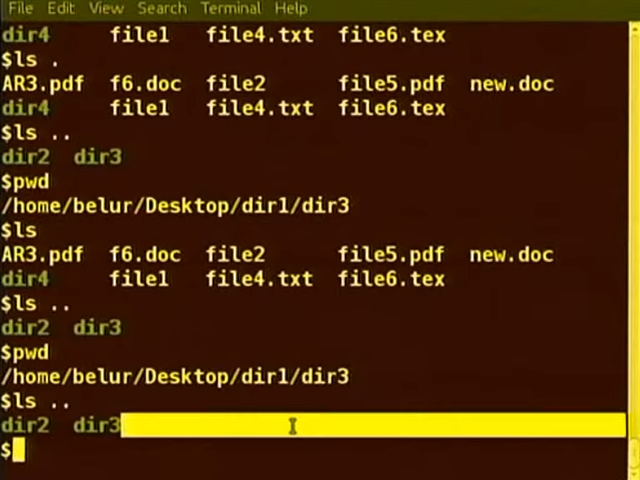 File Edit View Search Terminal Help
dir4 file1 file4.txt file6.tex
$ls .
AR3.pdf f6.doc file2 file5.pdf new.doc
dir4 file1 file4.txt file6.tex
$ls ..
dir2 dir3
$pwd
/home/belur/Desktop/dir1/dir3
$ls
AR3.pdf f6.doc file2 file5.pdf new.doc
dir4 file1 file4.txt file6.tex
$ls ..
dir2 dir3
$pwd
/home/belur/Desktop/dir1/dir3
$ls ..
dir2 dir3
$